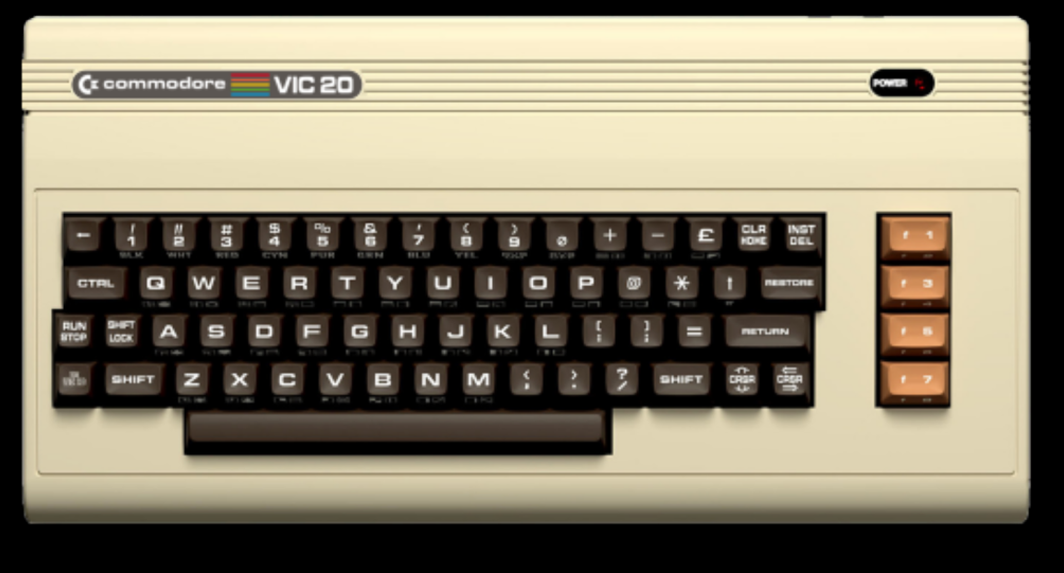 commodore VIC 20
POWER
← ! 1 " 2 # 3 $ 4 % 5 & 6 ' 7 ( 8 ) 9 0 + - £ CLR HOME INST DEL f 1
CTRL Q W E R T Y U I O P @ * ↑ RESTORE f 3
RUN STOP SHIFT LOCK A S D F G H J K L [ : ] ; = RETURN f 5
SHIFT Z X C V B N M < , > . ? / SHIFT CRSR CRSR f 7